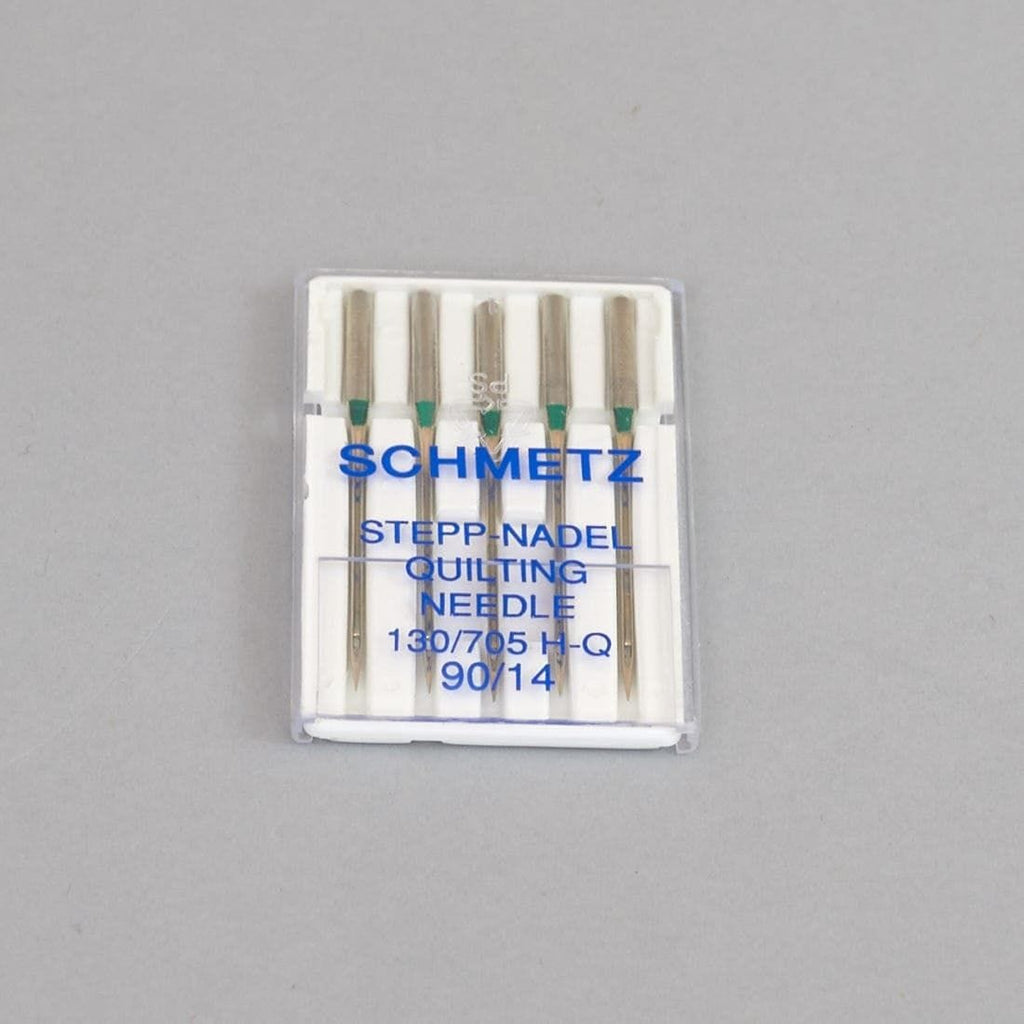 SCHMETZ
STEPP-NADEL
QUILTING
NEEDLE
130/705 H-Q
90/14